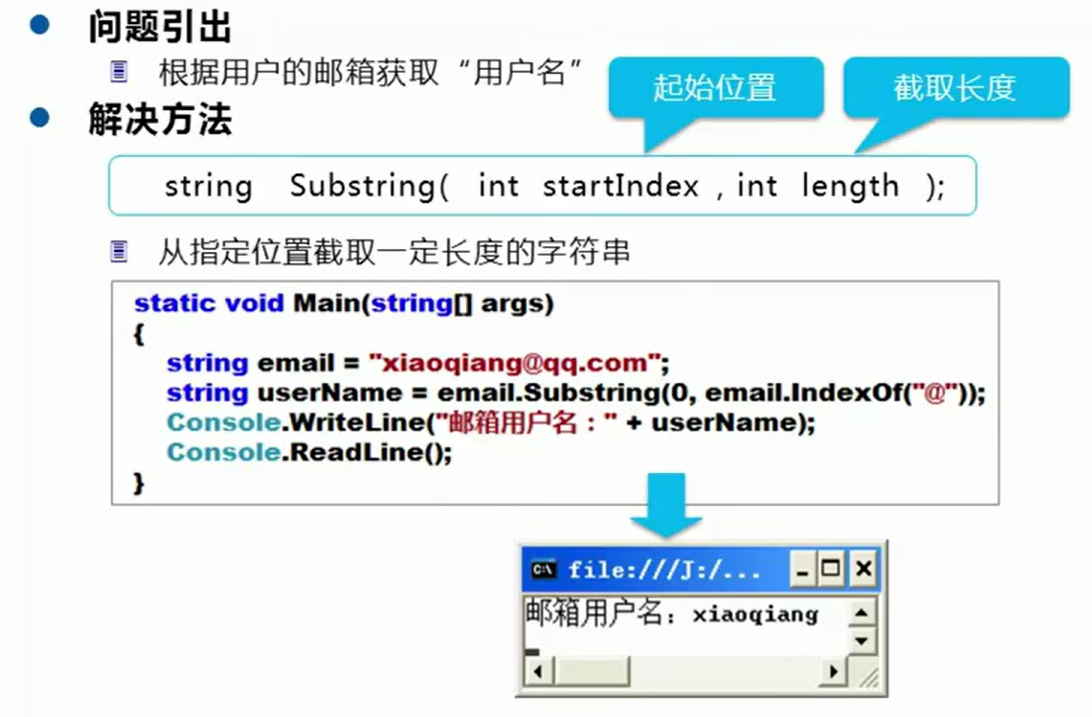 问题引出
根据用户的邮箱获取“用户名”
起始位置
截取长度
解决方法
string Substring( int startIndex , int length );
从指定位置截取一定长度的字符串
static void Main(string[] args)
{
string email = "xiaoqiang@qq.com";
string userName = email.Substring(0, email.IndexOf("@"));
Console.WriteLine("邮箱用户名：" + userName);
Console.ReadLine();
}
file:///J:/...
邮箱用户名：xiaoqiang